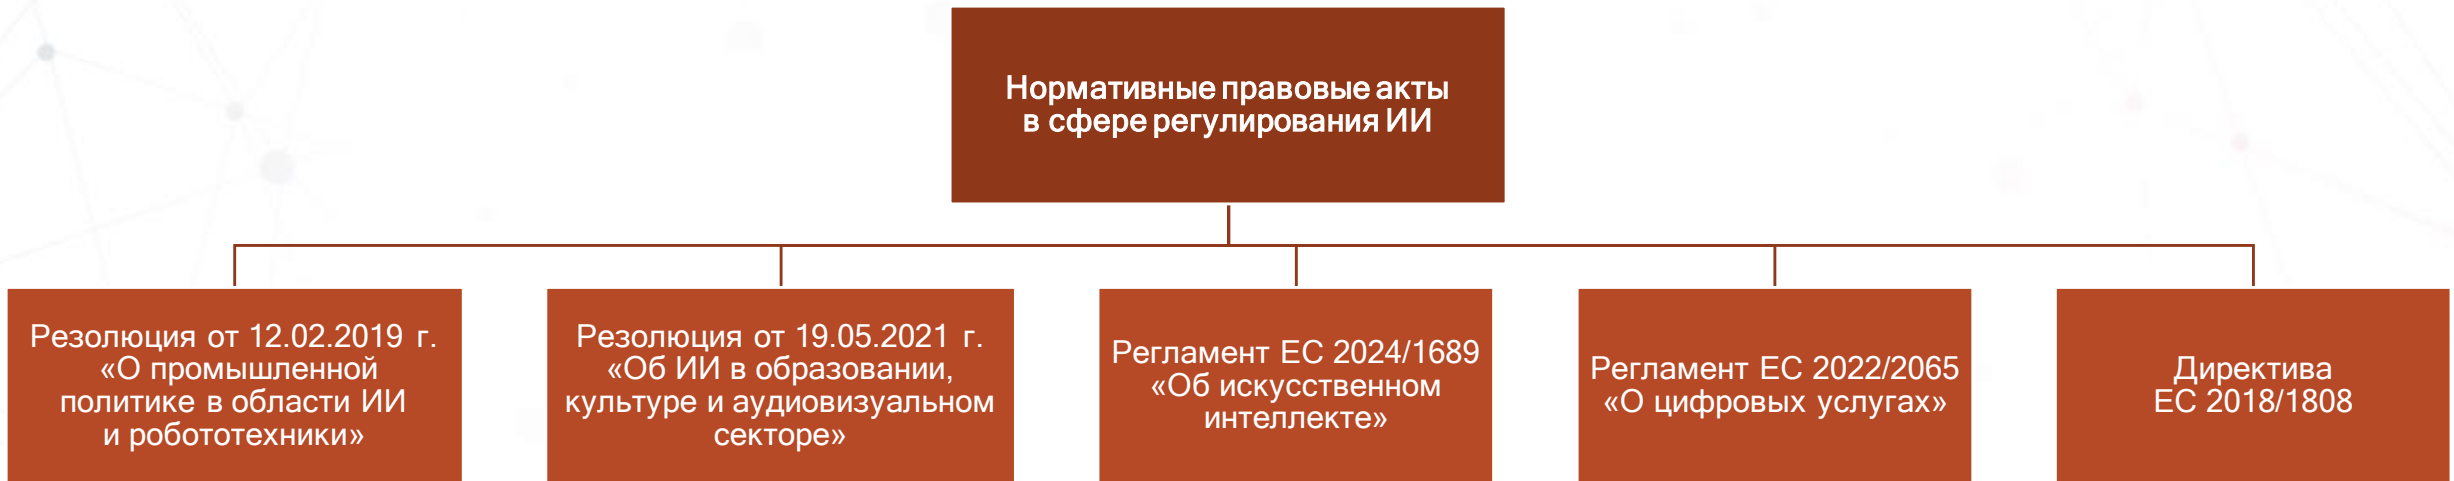 Нормативные правовые акты
в сфере регулирования ИИ
Резолюция от 12.02.2019 г.
«О промышленной
политике в области ИИ
и робототехники»
Резолюция от 19.05.2021 г.
«Об ИИ в образовании,
культуре и аудиовизуальном
секторе»
Регламент ЕС 2024/1689
«Об искусственном
интеллекте»
Регламент ЕС 2022/2065
«О цифровых услугах»
Директива
ЕС 2018/1808